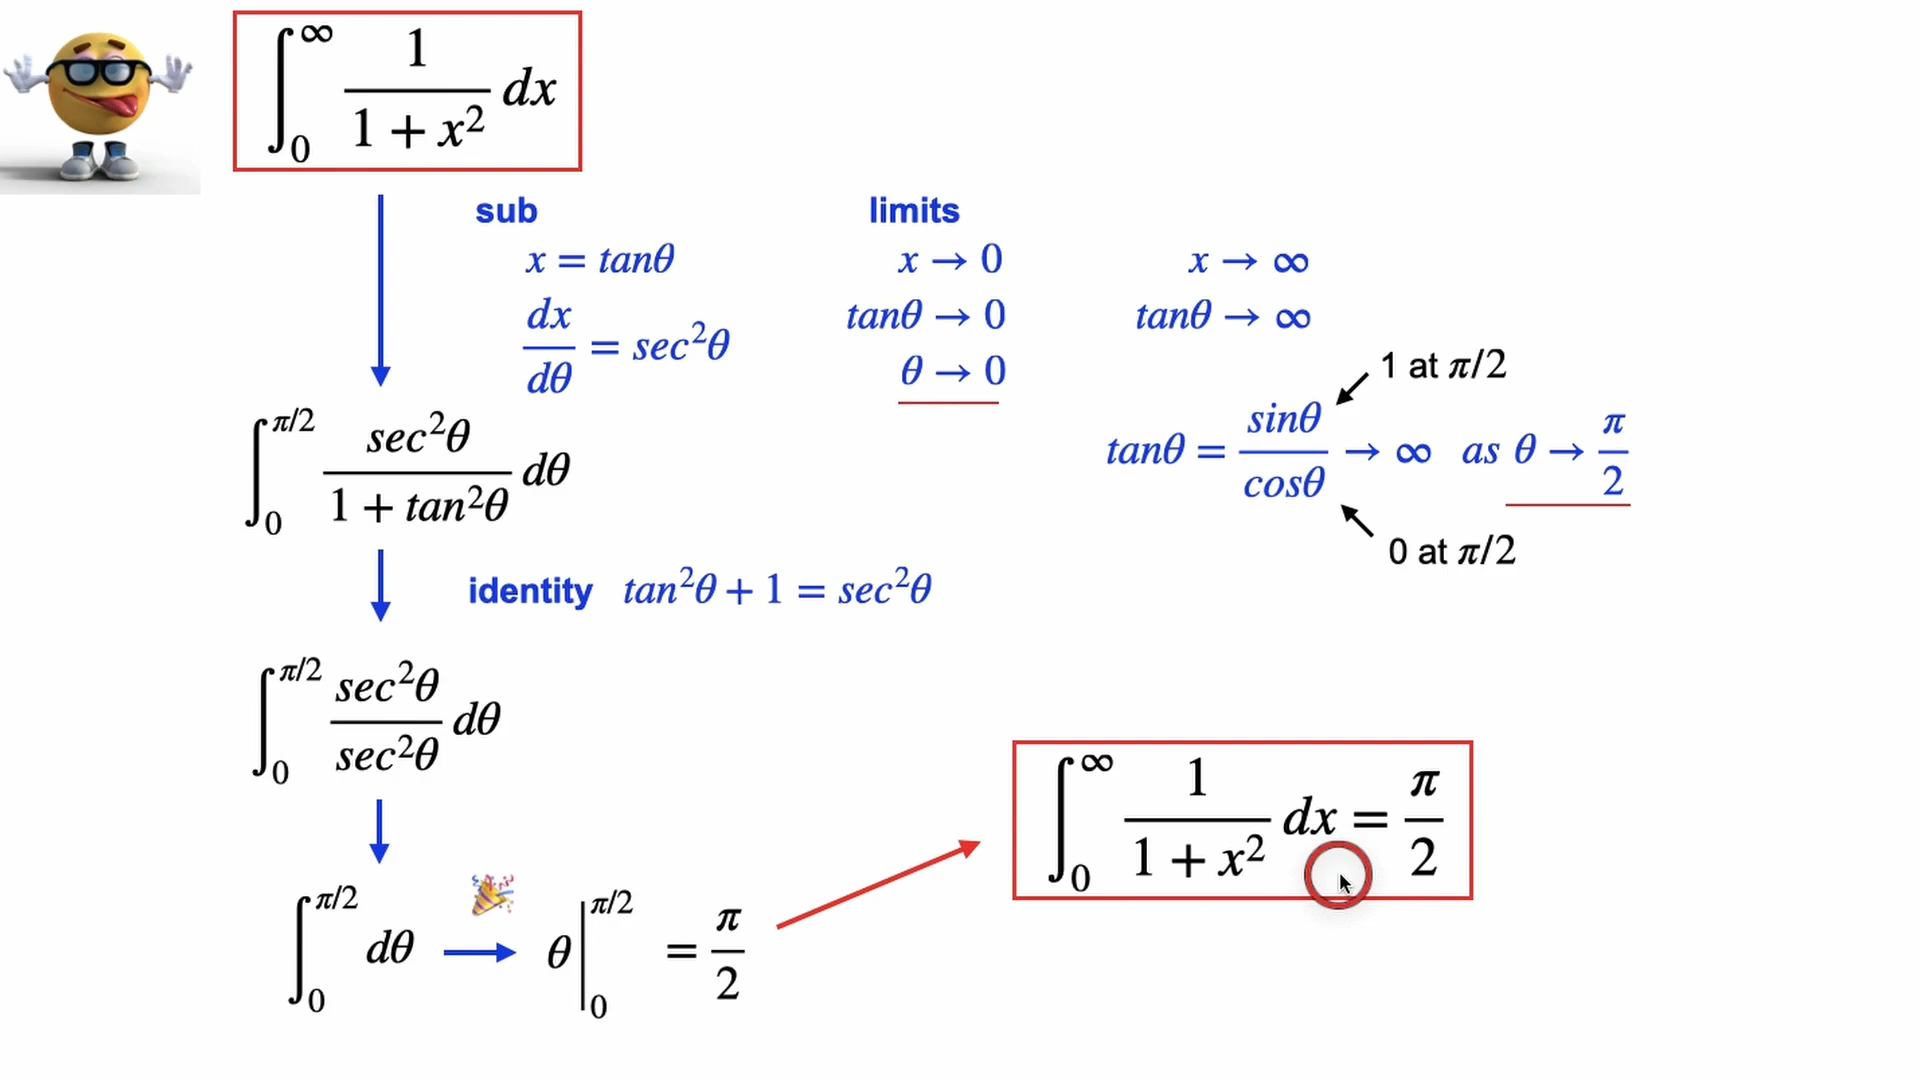 ∫₀^∞ 1/(1 + x²) dx
sub
x = tanθ
dx/dθ = sec²θ
limits
x → 0
tanθ → 0
θ → 0
x → ∞
tanθ → ∞
1 at π/2
tanθ = sinθ/cosθ → ∞ as θ → π/2
0 at π/2
∫₀^π/2 sec²θ/(1 + tan²θ) dθ
identity tan²θ + 1 = sec²θ
∫₀^π/2 sec²θ/sec²θ dθ
∫₀^π/2 dθ → θ|₀^π/2 = π/2
∫₀^∞ 1/(1 + x²) dx = π/2